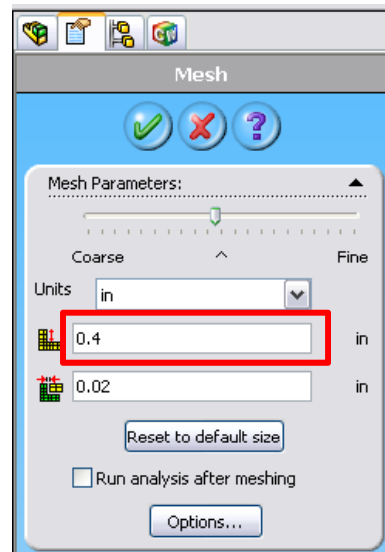 Mesh
?
Mesh Parameters:
Coarse ^ Fine
Units in
0.4 in
0.02 in
Reset to default size
Run analysis after meshing
Options...